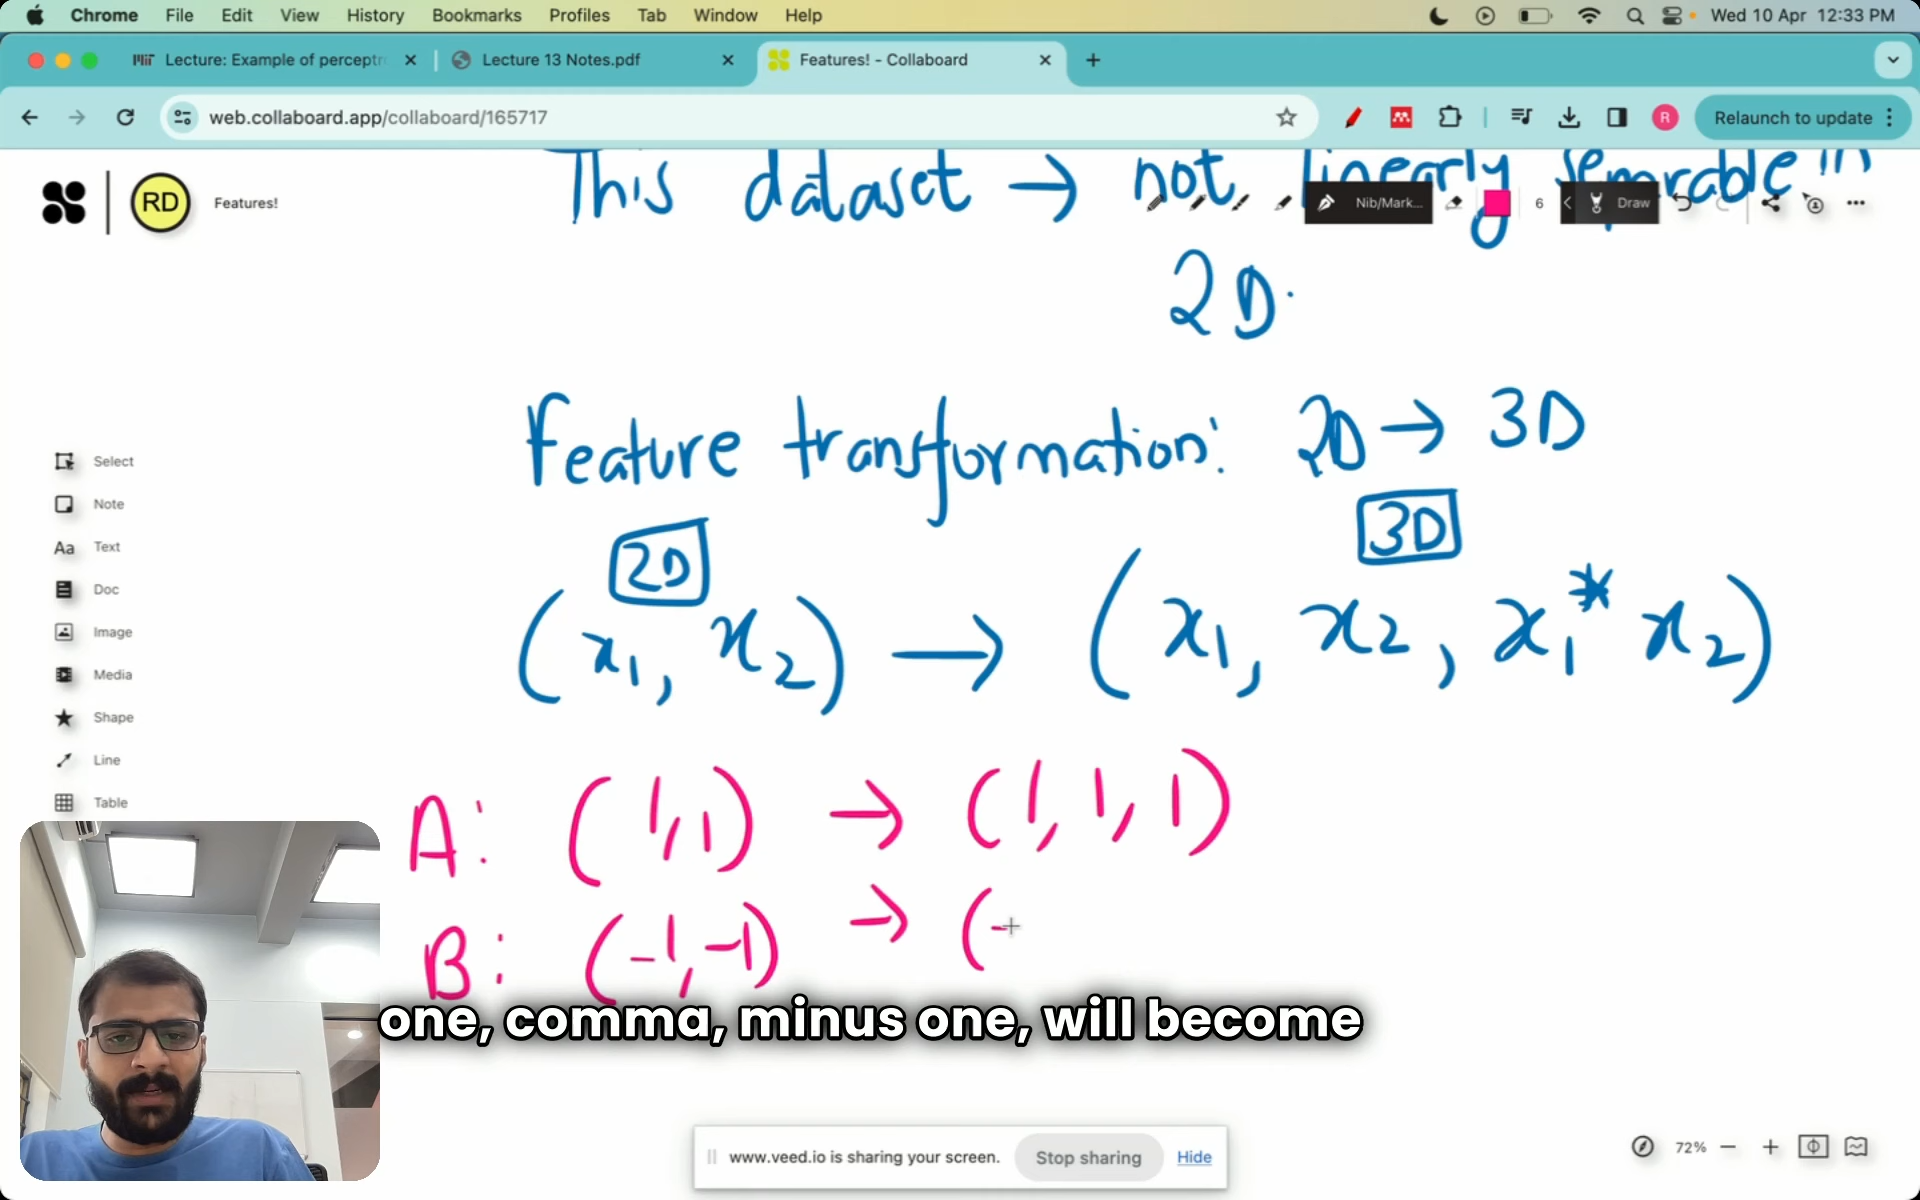 Chrome File Edit View History Bookmarks Profiles Tab Window Help Wed 10 Apr 12:33 PM
MIT Lecture: Example of perceptr Lecture 13 Notes.pdf Features! - Collaboard
web.collaboard.app/collaboard/165717 R Relaunch to update
This dataset → not linearly separable in
RD Features! Nib/Mark... 6 Draw
2D.
Feature transformation: 2D → 3D
2D 3D
(x1, x2) → (x1, x2, x1* x2)
Select
Note
Text
Doc
Image
Media
Shape
Line
Table
A: (1,1) → (1, 1, 1)
B: (-1, -1) → (-
one, comma, minus one, will become
www.veed.io is sharing your screen. Stop sharing Hide
72%